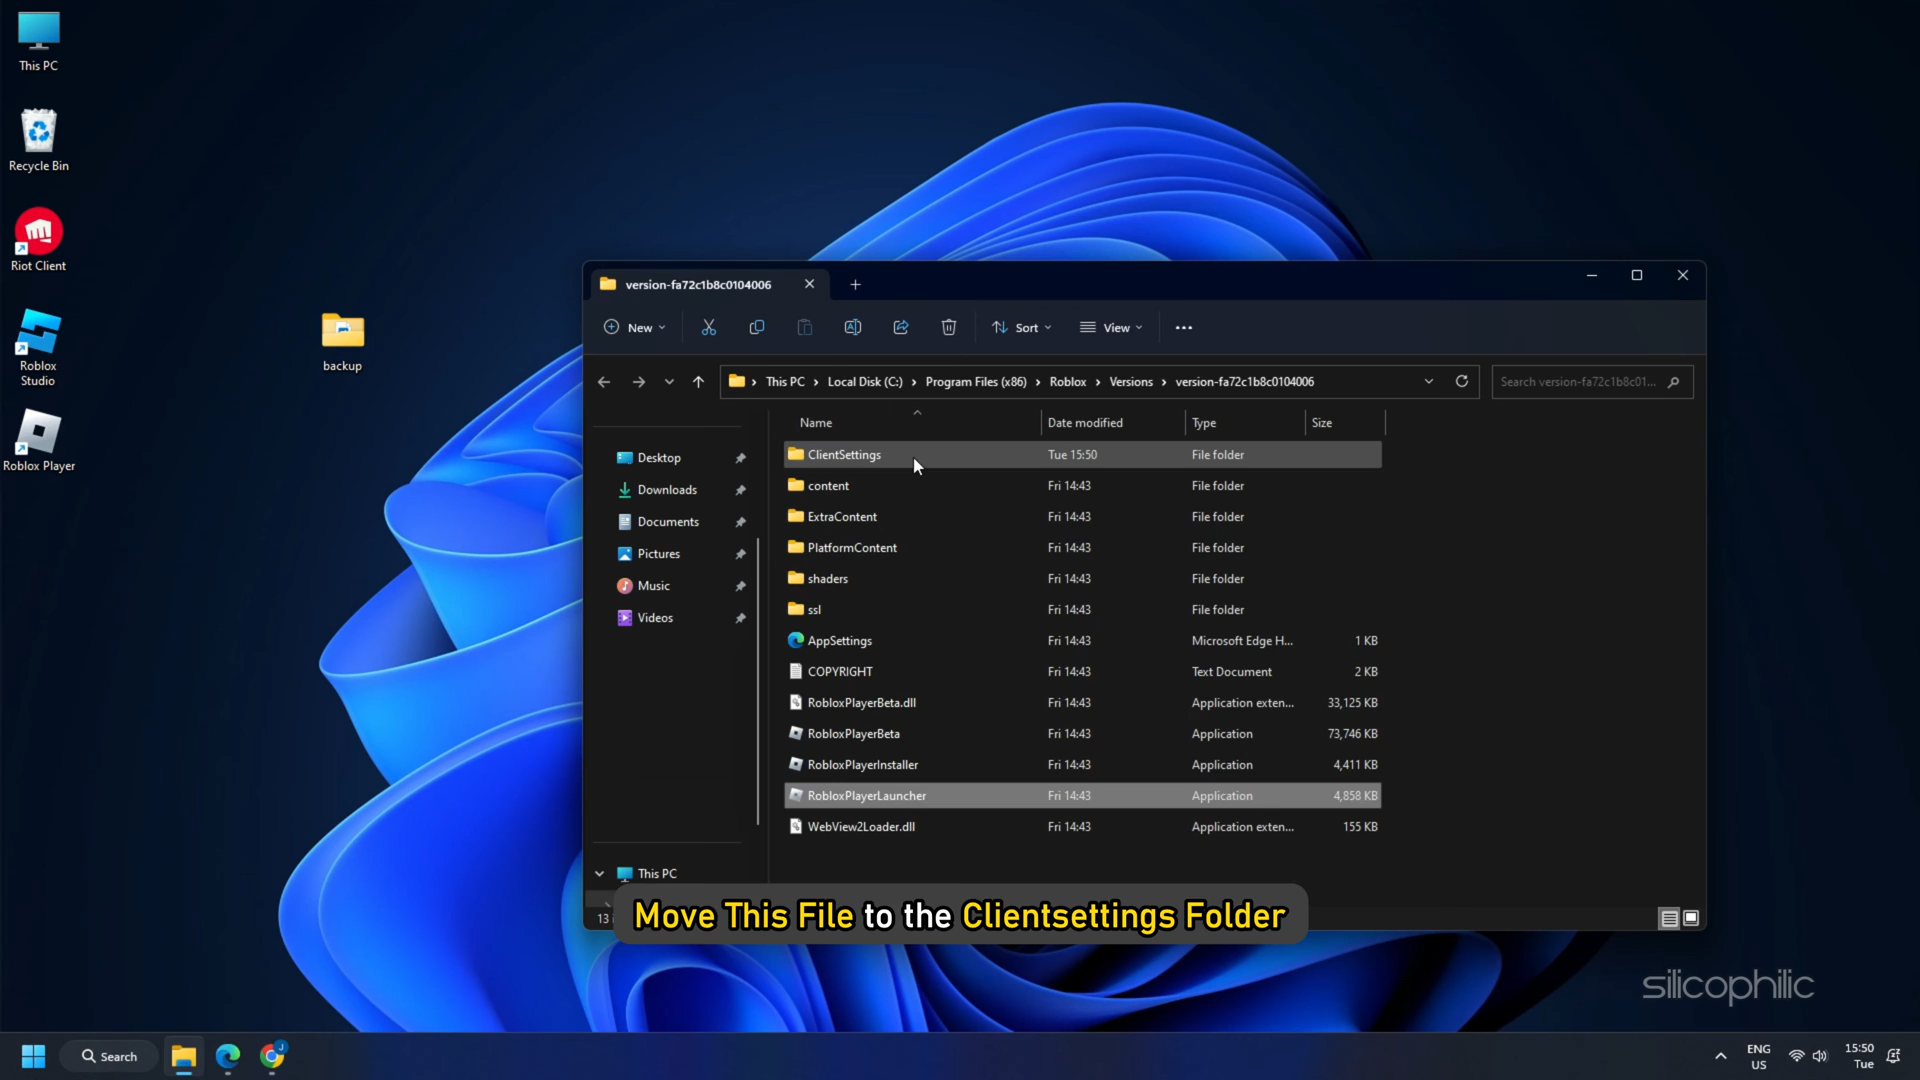 This PC
Recycle Bin
Riot Client
Roblox
Studio
Roblox Player
backup
version-fa72c1b8c0104006
New
Sort
View
This PC
Local Disk (C:)
Program Files (x86)
Roblox
Versions
version-fa72c1b8c0104006
Search version-fa72c1b8c01...
Name
Date modified
Type
Size
Desktop
Downloads
Documents
Pictures
Music
Videos
This PC
ClientSettings Tue 15:50 File folder
content Fri 14:43 File folder
ExtraContent Fri 14:43 File folder
PlatformContent Fri 14:43 File folder
shaders Fri 14:43 File folder
ssl Fri 14:43 File folder
AppSettings Fri 14:43 Microsoft Edge H... 1 KB
COPYRIGHT Fri 14:43 Text Document 2 KB
RobloxPlayerBeta.dll Fri 14:43 Application exten... 33,125 KB
RobloxPlayerBeta Fri 14:43 Application 73,746 KB
RobloxPlayerInstaller Fri 14:43 Application 4,411 KB
RobloxPlayerLauncher Fri 14:43 Application 4,858 KB
WebView2Loader.dll Fri 14:43 Application exten... 155 KB
13
Move This File to the Clientsettings Folder
silicophilic
Search
J
ENG
US
15:50
Tue